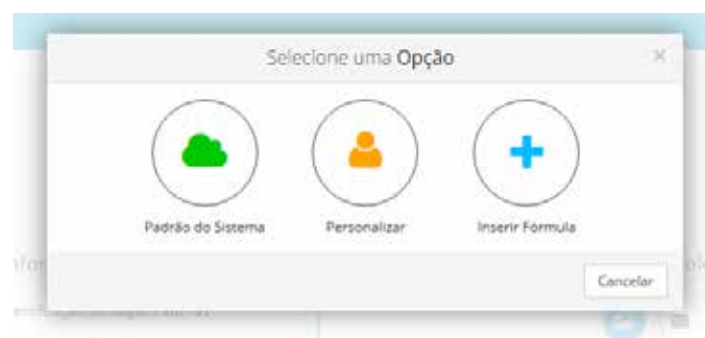 Selecione uma Opção ×
Padrão do Sistema
Personalizar
Inserir Fórmula
Cancelar